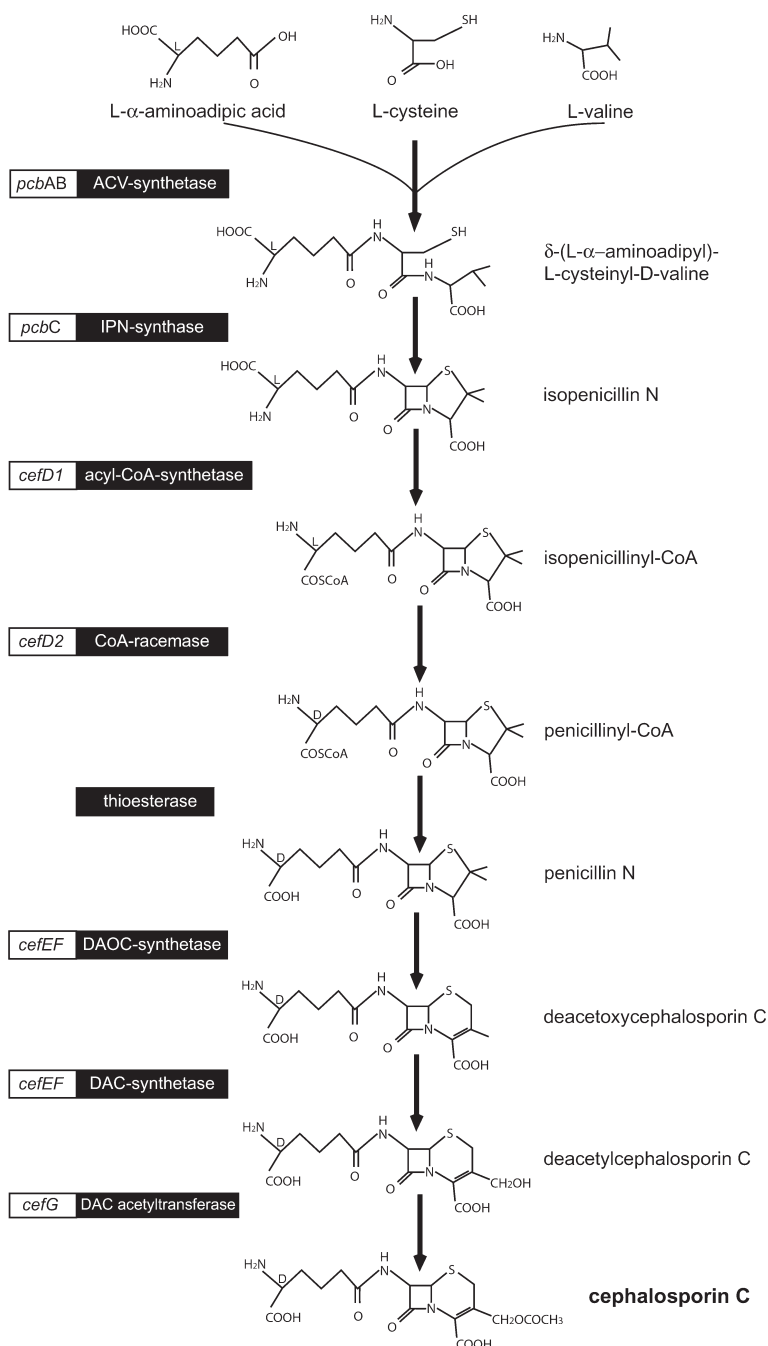 HOOC L OH H₂N O
H₂N SH OH O
H₂N COOH
L-α-aminoadipic acid
L-cysteine
L-valine
pcbAB ACV-synthetase
HOOC L H₂N O H N SH O H N COOH
δ-(L-α–aminoadipyl)-
L-cysteinyl-D-valine
pcbC IPN-synthase
HOOC L H₂N O H N S O N COOH
isopenicillin N
cefD1 acyl-CoA-synthetase
H₂N L COSCoA O H N S O N COOH
isopenicillinyl-CoA
cefD2 CoA-racemase
H₂N D COSCoA O H N S O N COOH
penicillinyl-CoA
thioesterase
H₂N D COOH O H N S O N COOH
penicillin N
cefEF DAOC-synthetase
H₂N D COOH O H N S O N COOH
deacetoxycephalosporin C
cefEF DAC-synthetase
H₂N D COOH O H N S O N CH2OH COOH
deacetylcephalosporin C
cefG DAC acetyltransferase
H₂N D COOH O H N S O N CH2OCOCH3 COOH
cephalosporin C